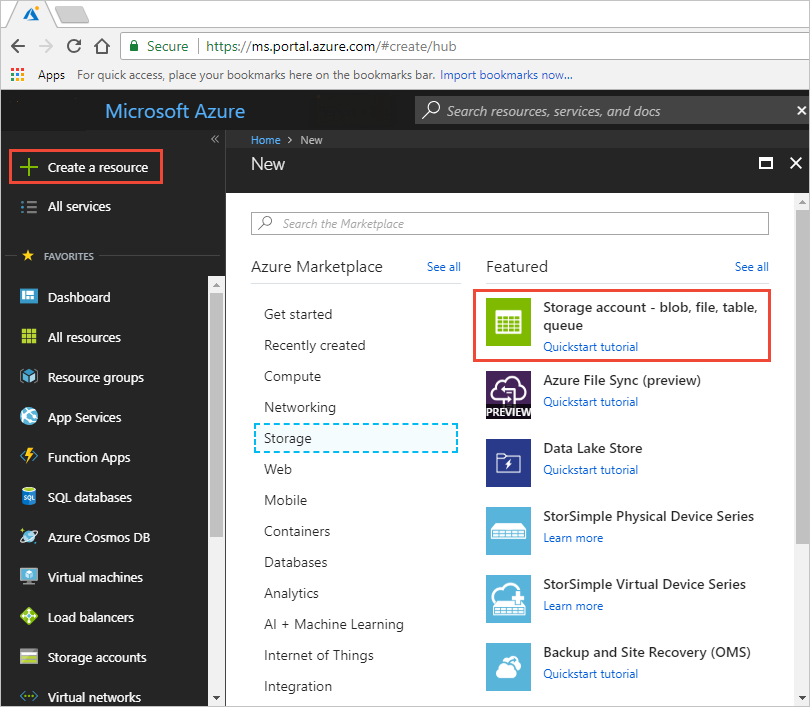 Secure https://ms.portal.azure.com/#create/hub
Apps For quick access, place your bookmarks here on the bookmarks bar. Import bookmarks now...
Microsoft Azure
Search resources, services, and docs
Create a resource
All services
FAVORITES
Dashboard
All resources
Resource groups
App Services
Function Apps
SQL
SQL databases
Azure Cosmos DB
Virtual machines
Load balancers
Storage accounts
Virtual networks
Home > New
New
Search the Marketplace
Azure Marketplace See all
Get started
Recently created
Compute
Networking
Storage
Web
Mobile
Containers
Databases
Analytics
AI + Machine Learning
Internet of Things
Integration
Featured See all
Storage account - blob, file, table,
queue
Quickstart tutorial
PREVIEW
Azure File Sync (preview)
Quickstart tutorial
Data Lake Store
Quickstart tutorial
StorSimple Physical Device Series
Learn more
StorSimple Virtual Device Series
Learn more
Backup and Site Recovery (OMS)
Quickstart tutorial